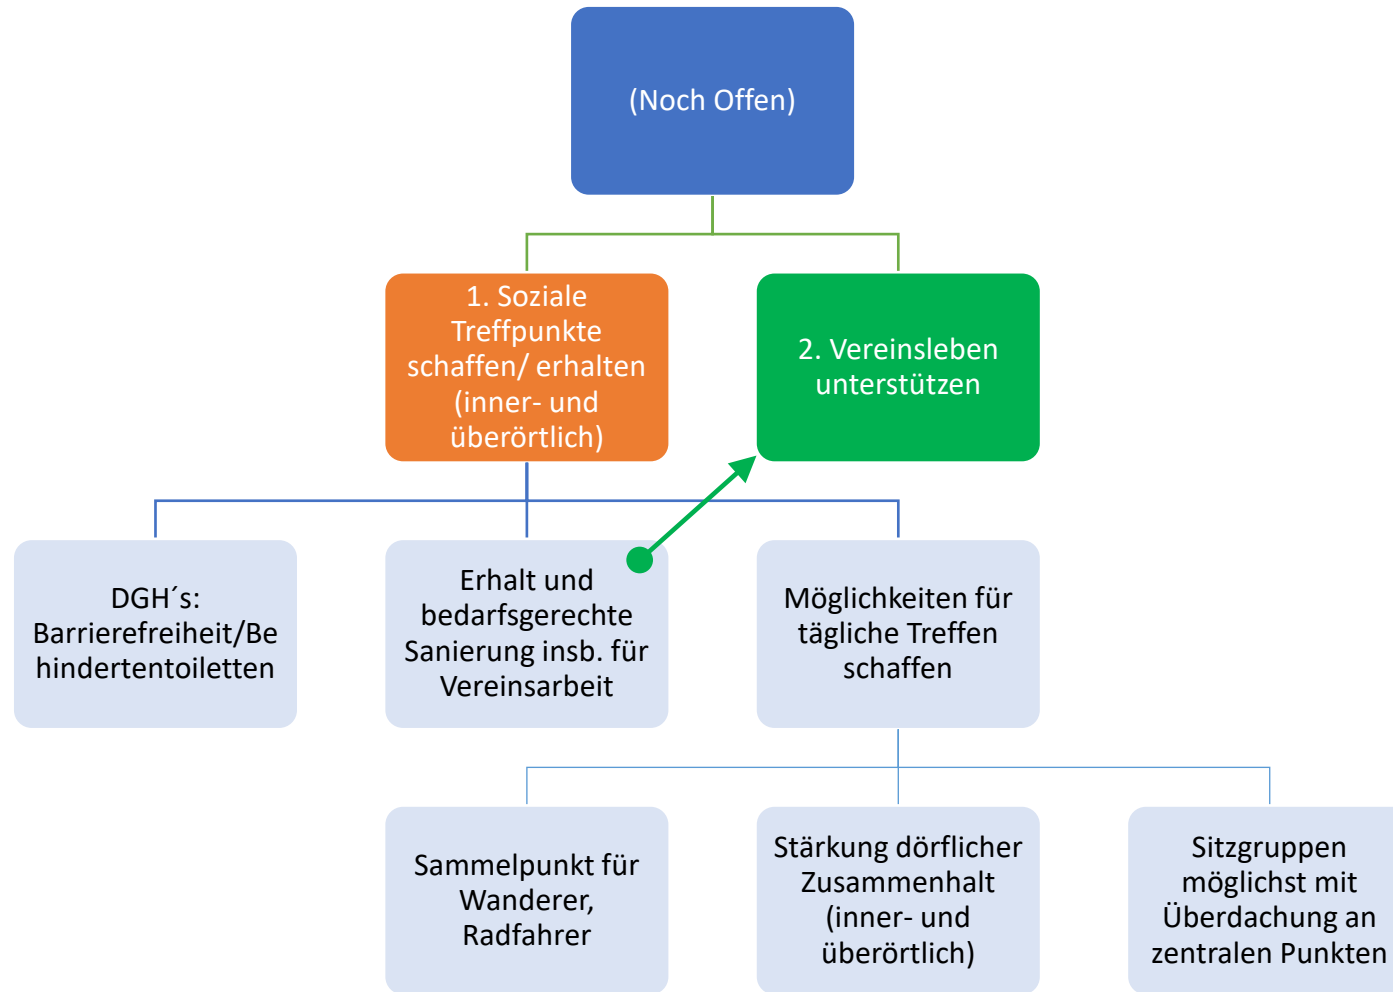 (Noch Offen)
1. Soziale
Treffpunkte
schaffen/ erhalten
(inner- und
überörtlich)
2. Vereinsleben
unterstützen
DGH´s:
Barrierefreiheit/Be
hindertentoiletten
Erhalt und
bedarfsgerechte
Sanierung insb. für
Vereinsarbeit
Möglichkeiten für
tägliche Treffen
schaffen
Sammelpunkt für
Wanderer,
Radfahrer
Stärkung dörflicher
Zusammenhalt
(inner- und
überörtlich)
Sitzgruppen
möglichst mit
Überdachung an
zentralen Punkten